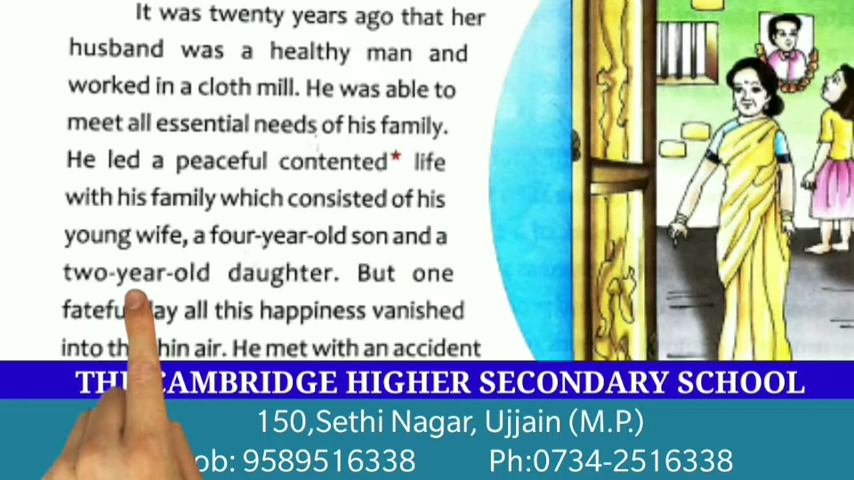 It was twenty years ago that her
husband was a healthy man and
worked in a cloth mill. He was able to
meet all essential needs of his family.
He led a peaceful contented* life
with his family which consisted of his
young wife, a four-year-old son and a
two-year-old daughter. But one
fateful day all this happiness vanished
into the thin air. He met with an accident
THE CAMBRIDGE HIGHER SECONDARY SCHOOL
150,Sethi Nagar, Ujjain (M.P.)
Mob: 9589516338 Ph:0734-2516338